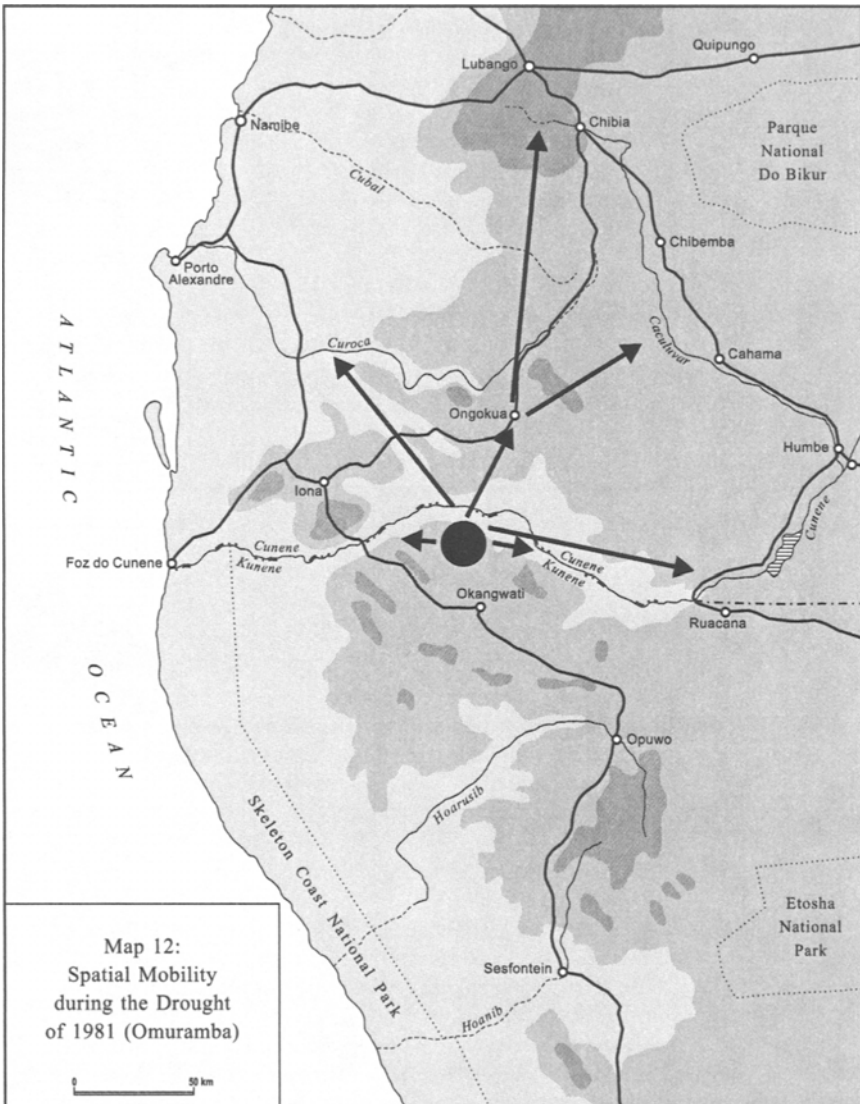 Quipungo
Lubango
Namibe
Chibia
Parque
National
Do Bikur
Cubal
Chibemba
Porto
Alexandre
ATLANTIC
OCEAN
Curoca
Caculuvar
Cahama
Ongokua
Humbe
Iona
Cunene
Foz do Cunene
Cunene
Kunene
Cunene
Kunene
Okangwati
Ruacana
Opuwo
Hoarusib
Skeleton Coast National Park
Etosha
National
Park
Sesfontein
Hoanib
Map 12:
Spatial Mobility
during the Drought
of 1981 (Omuramba)
0 50 km